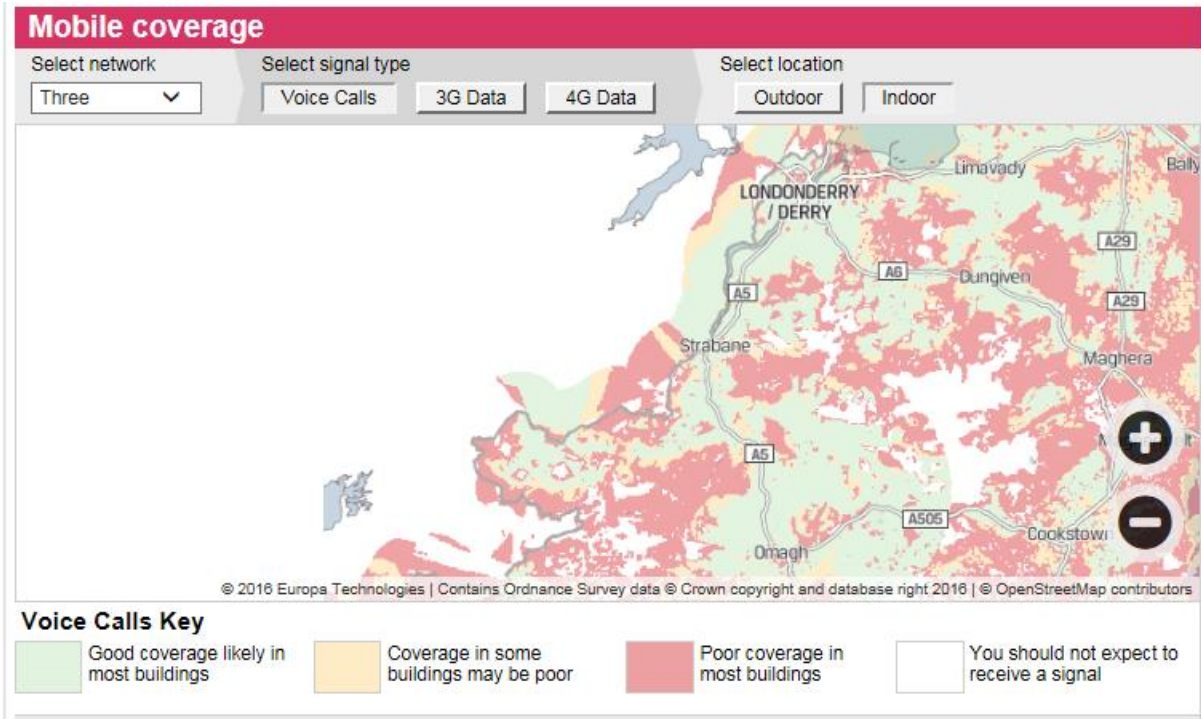 Mobile coverage
Select network
Select signal type
Select location
Three
Voice Calls
3G Data
4G Data
Outdoor
Indoor
Limavady
Bally
LONDONDERRY
/ DERRY
A29
A6
Dungiven
A5
A29
Strabane
Maghera
A5
A505
Cookstown
Omagh
© 2016 Europa Technologies | Contains Ordnance Survey data © Crown copyright and database right 2016 | © OpenStreetMap contributors
Voice Calls Key
Good coverage likely in
most buildings
Coverage in some
buildings may be poor
Poor coverage in
most buildings
You should not expect to
receive a signal